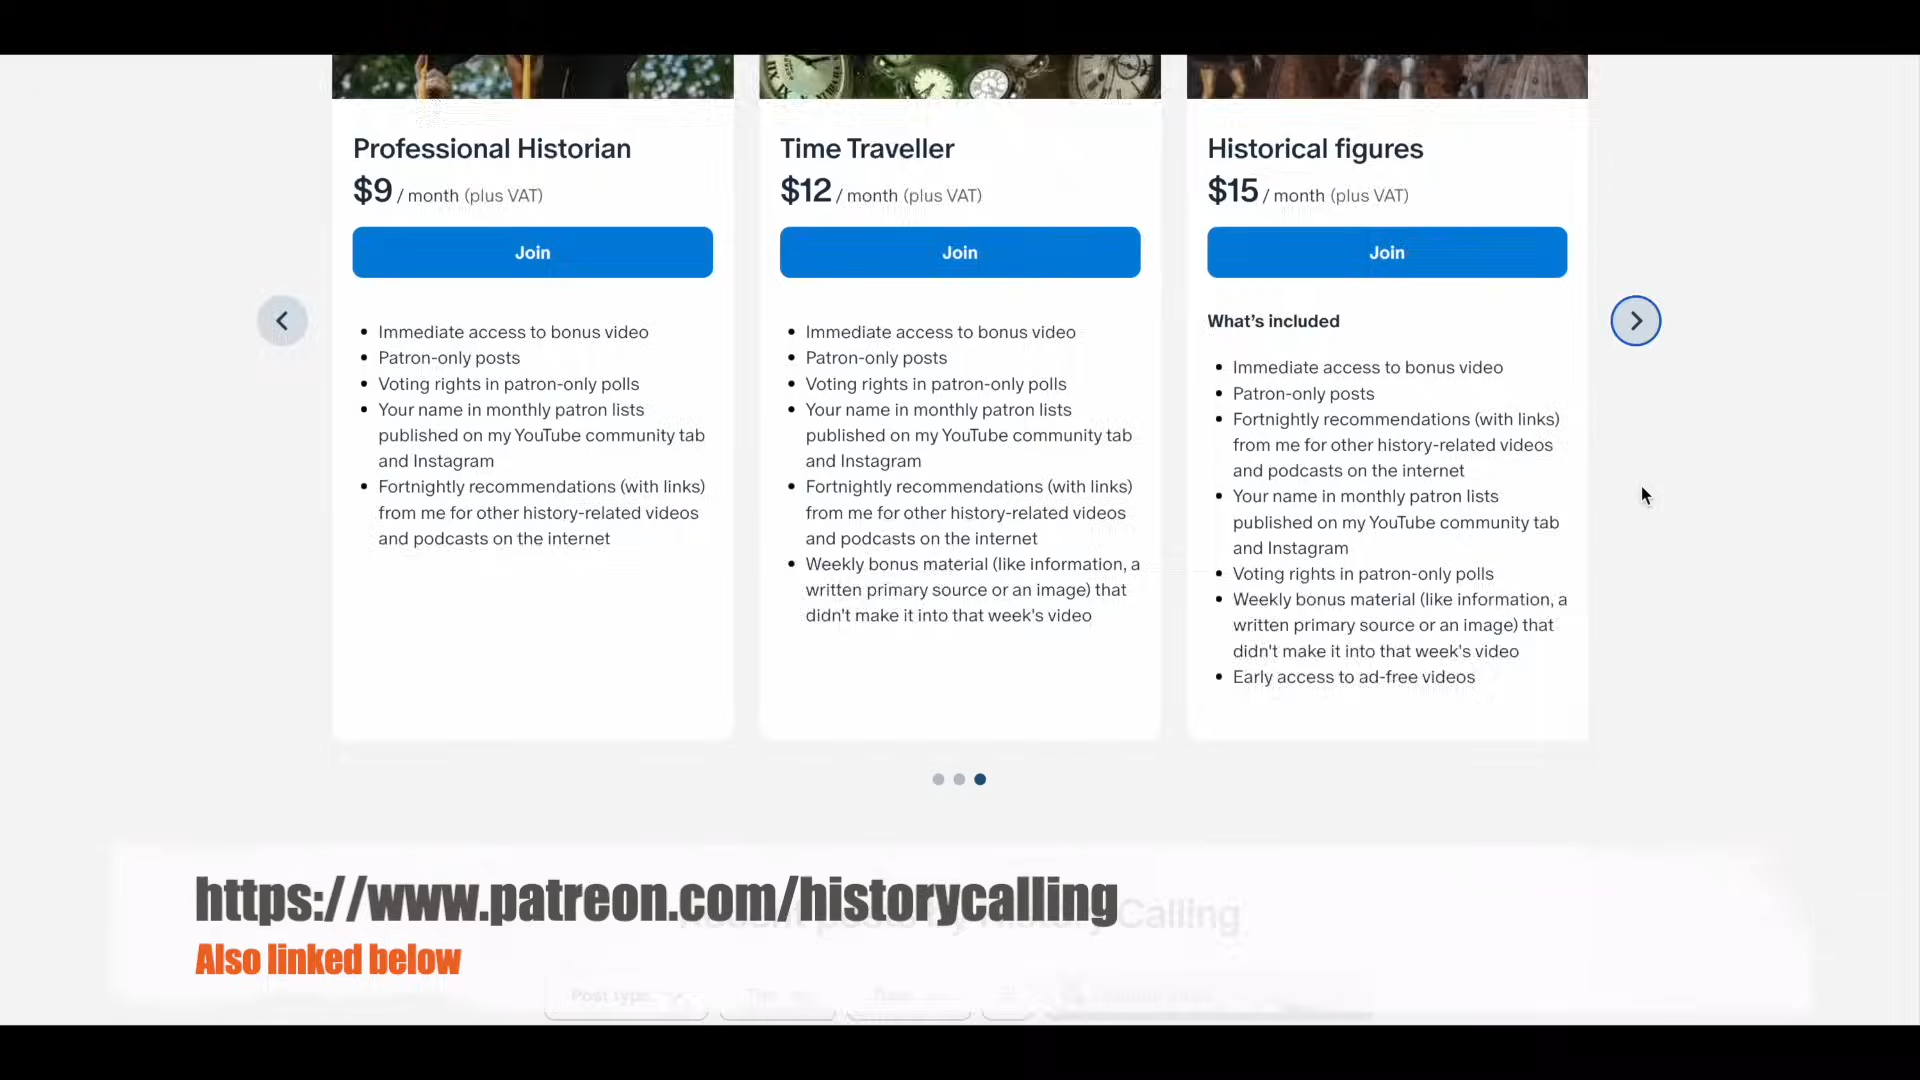 Professional Historian
$9 / month (plus VAT)
Join
Immediate access to bonus video
Patron-only posts
Voting rights in patron-only polls
Your name in monthly patron lists
published on my YouTube community tab
and Instagram
Fortnightly recommendations (with links)
from me for other history-related videos
and podcasts on the internet
Time Traveller
$12 / month (plus VAT)
Join
Immediate access to bonus video
Patron-only posts
Voting rights in patron-only polls
Your name in monthly patron lists
published on my YouTube community tab
and Instagram
Fortnightly recommendations (with links)
from me for other history-related videos
and podcasts on the internet
Weekly bonus material (like information, a
written primary source or an image) that
didn't make it into that week's video
Historical figures
$15 / month (plus VAT)
Join
What's included
Immediate access to bonus video
Patron-only posts
Fortnightly recommendations (with links)
from me for other history-related videos
and podcasts on the internet
Your name in monthly patron lists
published on my YouTube community tab
and Instagram
Voting rights in patron-only polls
Weekly bonus material (like information, a
written primary source or an image) that
didn't make it into that week's video
Early access to ad-free videos
https://www.patreon.com/historycalling
Calling
Also linked below
Post type